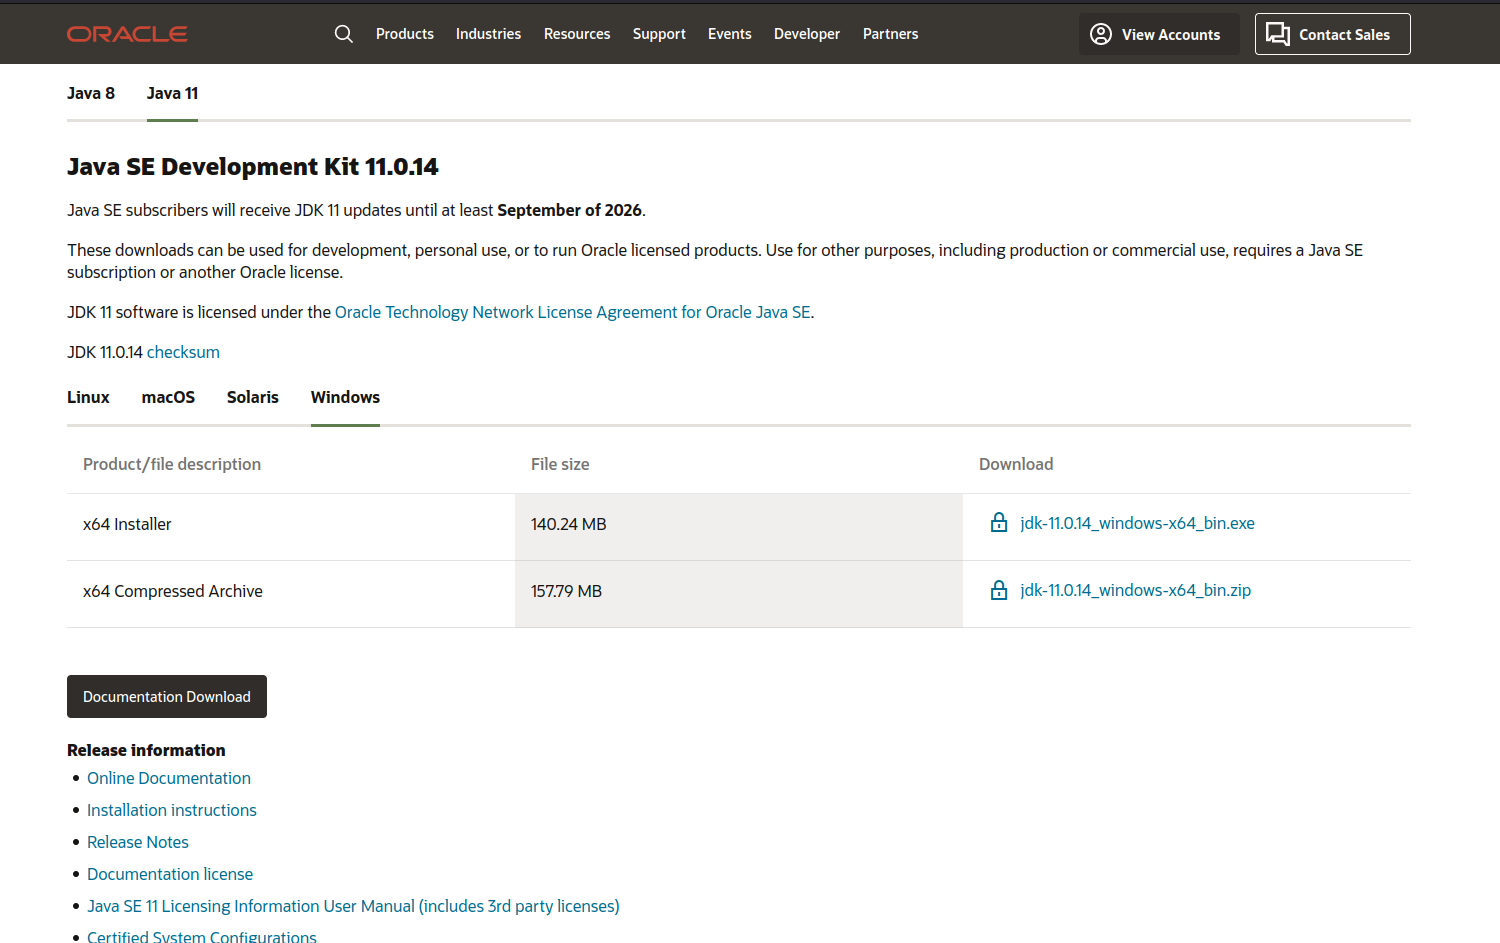 ORACLE
Products Industries Resources Support Events Developer Partners
View Accounts
Contact Sales
Java 8 Java 11
Java SE Development Kit 11.0.14
Java SE subscribers will receive JDK 11 updates until at least September of 2026.
These downloads can be used for development, personal use, or to run Oracle licensed products. Use for other purposes, including production or commercial use, requires a Java SE
subscription or another Oracle license.
JDK 11 software is licensed under the Oracle Technology Network License Agreement for Oracle Java SE.
JDK 11.0.14 checksum
Linux macOS Solaris Windows
Product/file description File size Download
x64 Installer 140.24 MB jdk-11.0.14_windows-x64_bin.exe
x64 Compressed Archive 157.79 MB jdk-11.0.14_windows-x64_bin.zip
Documentation Download
Release information
• Online Documentation
• Installation instructions
• Release Notes
• Documentation license
• Java SE 11 Licensing Information User Manual (includes 3rd party licenses)
• Certified System Configurations